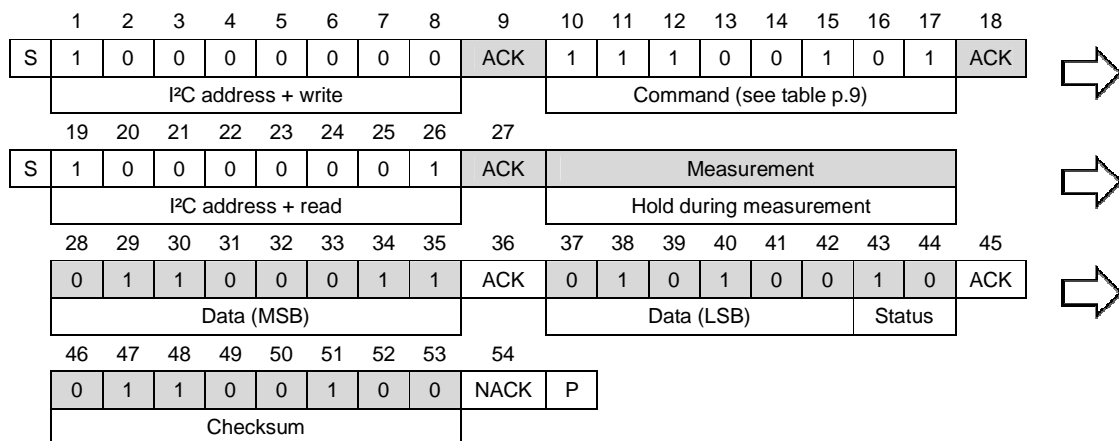 1 2 3 4 5 6 7 8 9 10 11 12 13 14 15 16 17 18
S 1 0 0 0 0 0 0 0 ACK 1 1 1 0 0 1 0 1 ACK
I²C address + write Command (see table p.9)
19 20 21 22 23 24 25 26 27
S 1 0 0 0 0 0 0 1 ACK Measurement
I²C address + read Hold during measurement
28 29 30 31 32 33 34 35 36 37 38 39 40 41 42 43 44 45
0 1 1 0 0 0 1 1 ACK 0 1 0 1 0 0 1 0 ACK
Data (MSB) Data (LSB) Status
46 47 48 49 50 51 52 53 54
0 1 1 0 0 1 0 0 NACK P
Checksum